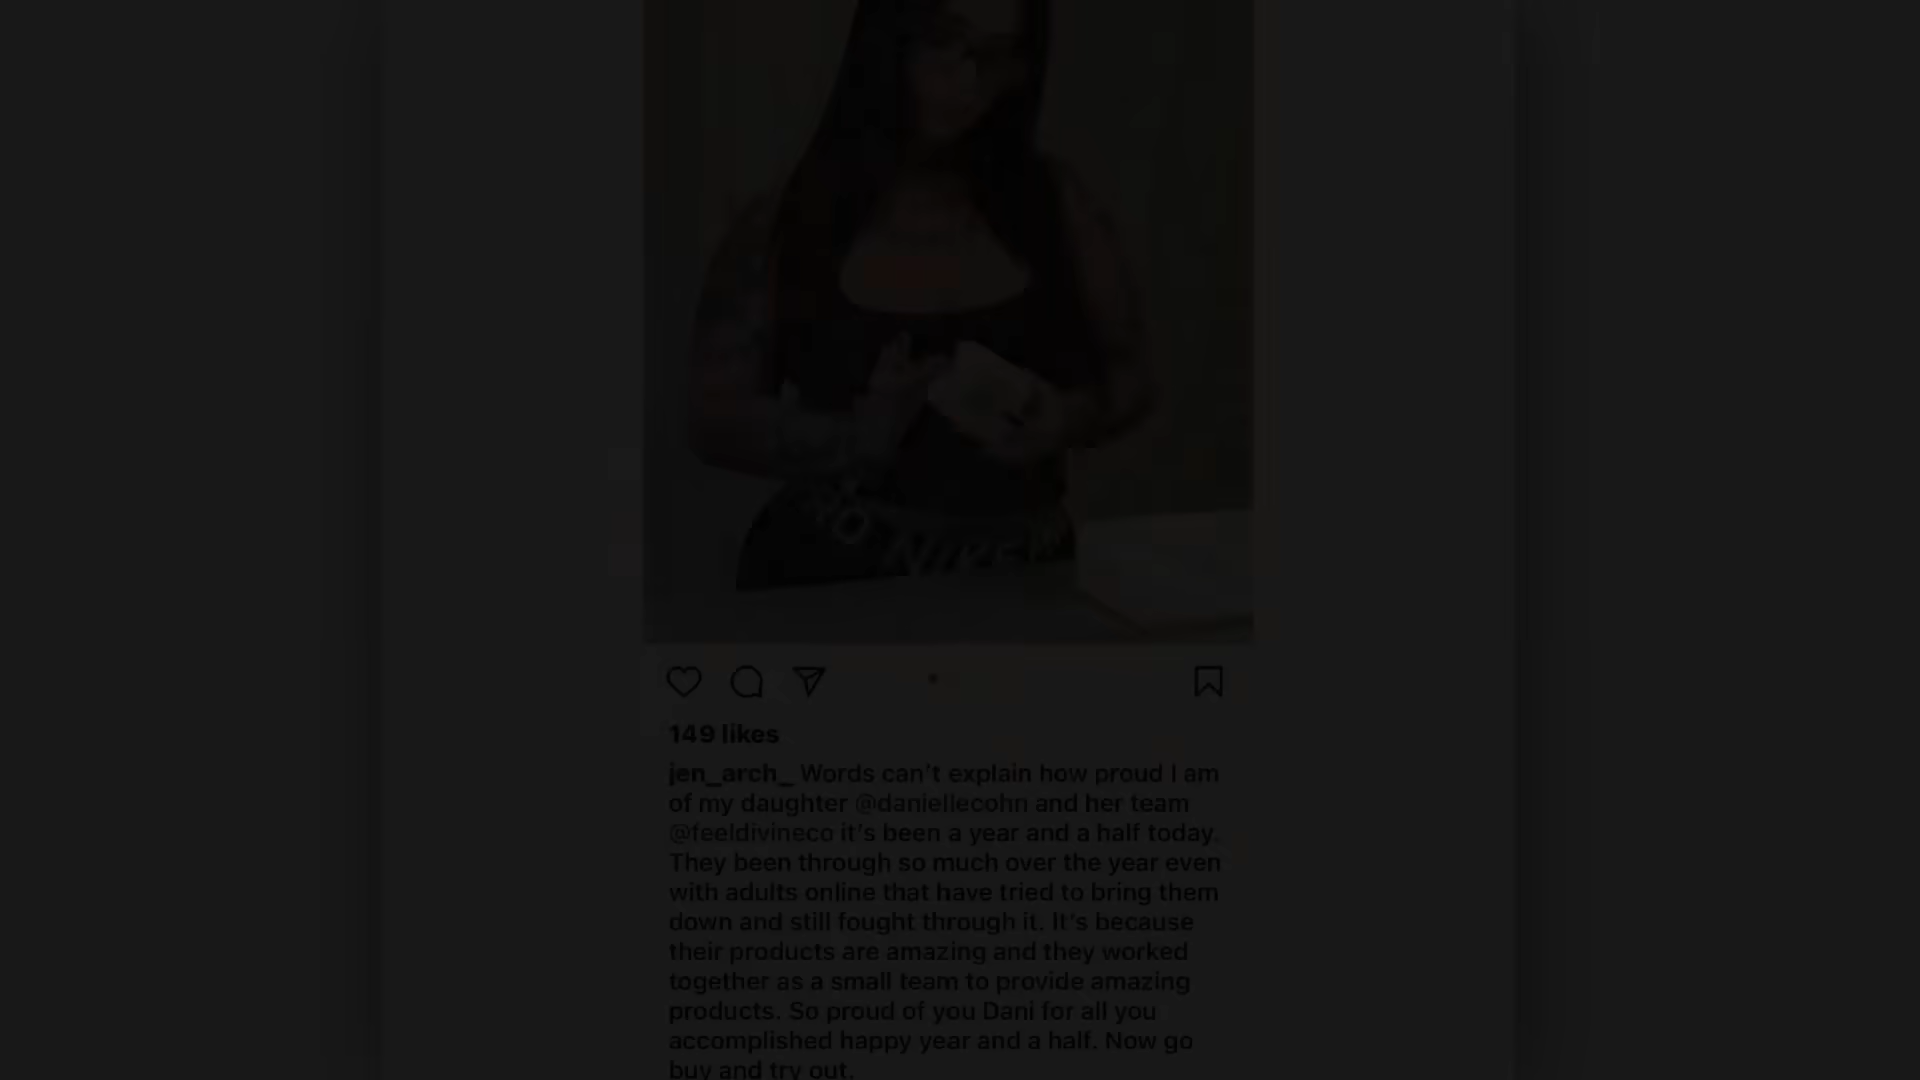 NIKE
149 likes
jen_arch_ Words can't explain how proud I am
of my daughter @daniellecohn and her team
@feeldivineco it's been a year and a half today.
They been through so much over the year even
with adults online that have tried to bring them
down and still fought through it. It's because
their products are amazing and they worked
together as a small team to provide amazing
products. So proud of you Dani for all you
accomplished happy year and a half. Now go
buy and try out.